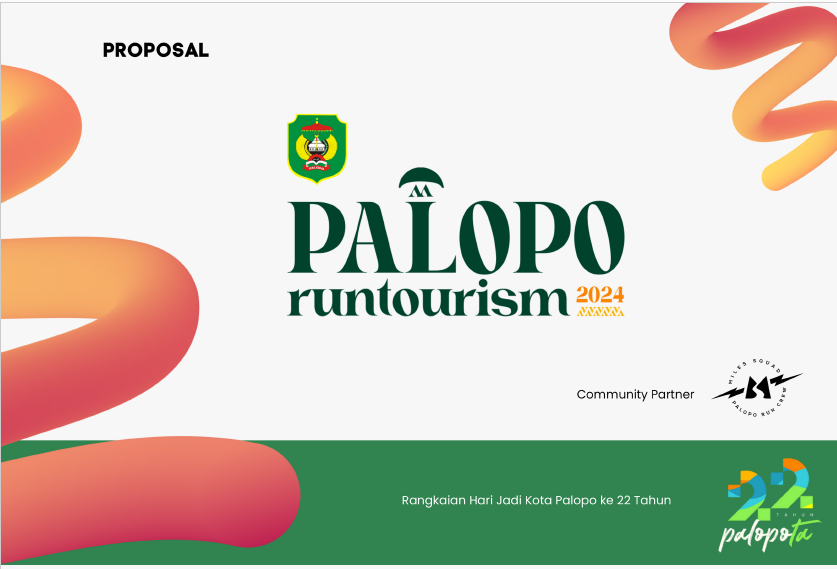 PROPOSAL
PALOPO
runtourism 2024
Community Partner
MILES SQUAD
PALOPO RUN CREW
Rangkaian Hari Jadi Kota Palopo ke 22 Tahun
22
TAHUN
palopota